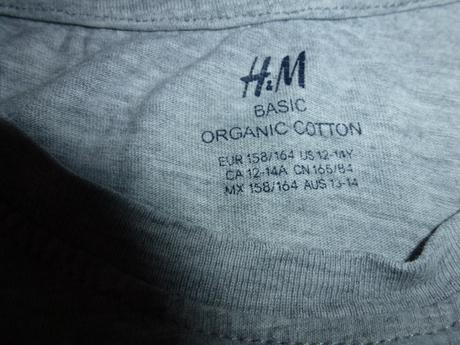 H&M
BASIC
ORGANIC COTTON
EUR 158/164 US 12-14Y
CA 12-14A CN 165/84
MX 158/164 AUS 13-14